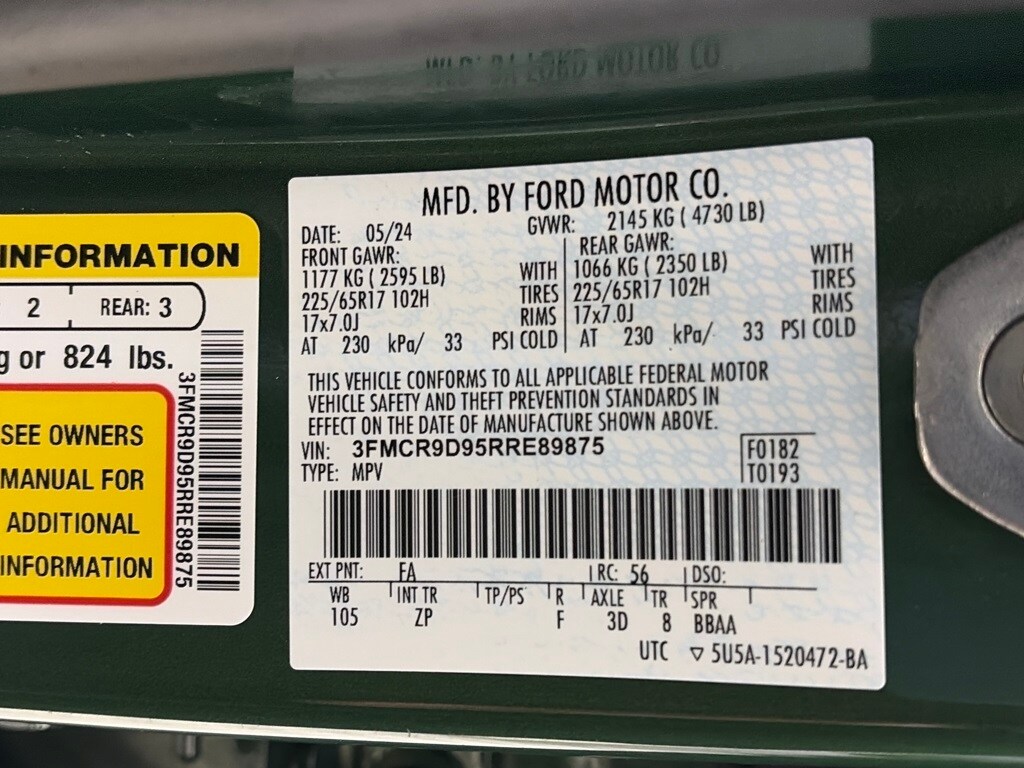 INFORMATION
2 REAR: 3
g or 824 lbs.
SEE OWNERS
MANUAL FOR
ADDITIONAL
INFORMATION
3FMCR9D95RRE89875
MFD. BY FORD MOTOR CO.
DATE: 05/24 GVWR: 2145 KG ( 4730 LB)
FRONT GAWR: REAR GAWR:
1177 KG ( 2595 LB) WITH 1066 KG ( 2350 LB) WITH
225/65R17 102H TIRES 225/65R17 102H TIRES
17x7.0J RIMS 17x7.0J RIMS
AT 230 kPa/ 33 PSI COLD AT 230 kPa/ 33 PSI COLD
THIS VEHICLE CONFORMS TO ALL APPLICABLE FEDERAL MOTOR
VEHICLE SAFETY AND THEFT PREVENTION STANDARDS IN
EFFECT ON THE DATE OF MANUFACTURE SHOWN ABOVE.
VIN: 3FMCR9D95RRE89875 F0182
TYPE: MPV T0193
EXT PNT: FA RC: 56 DSO:
WB INT TR TP/PS R AXLE TR SPR
105 ZP F 3D 8 BBAA
UTC ▽ 5U5A-1520472-BA